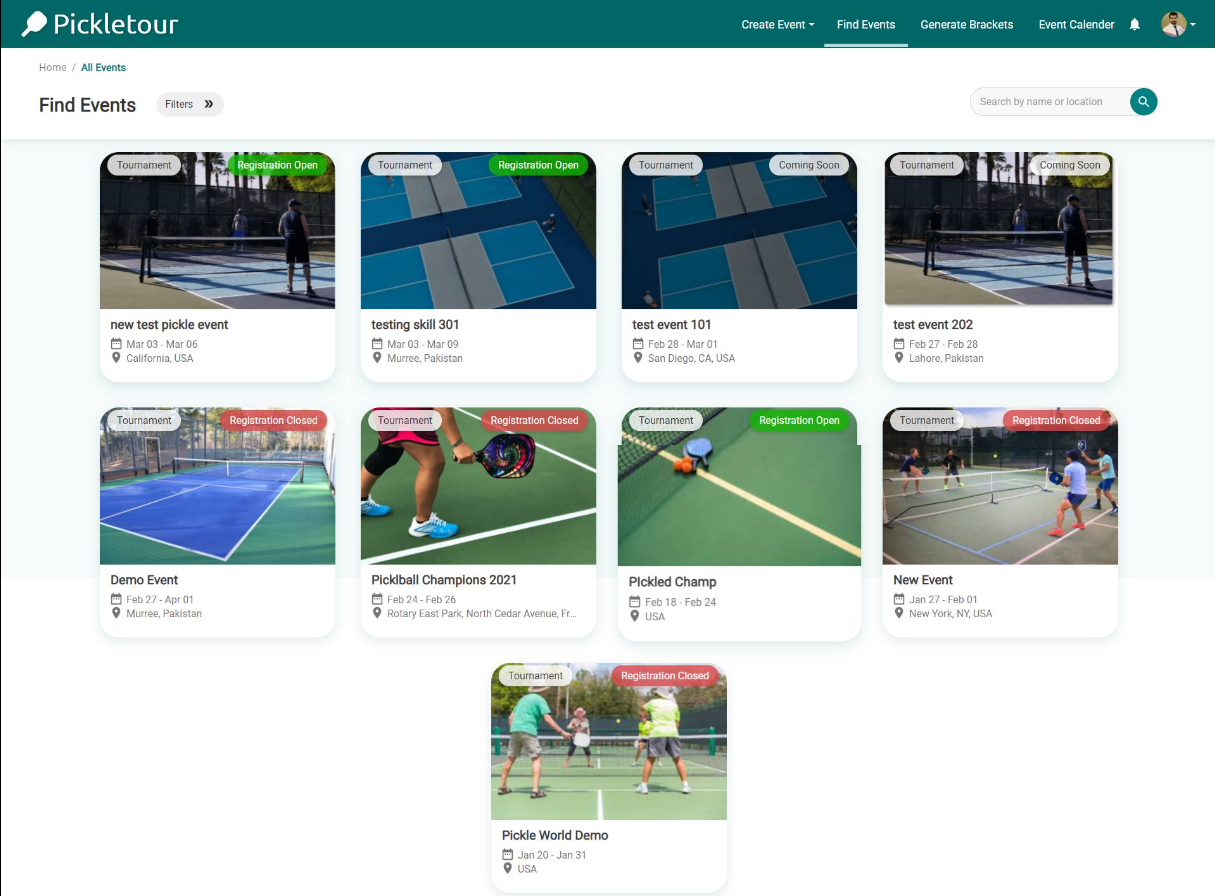 Pickletour
Create Event Find Events Generate Brackets Event Calender
Home / All Events
Find Events Filters »
Search by name or location
Tournament Registration Open
new test pickle event
Mar 03 - Mar 06
California, USA
Tournament Registration Open
testing skill 301
Mar 03 - Mar 09
Murree, Pakistan
Tournament Coming Soon
test event 101
Feb 28 - Mar 01
San Diego, CA, USA
Tournament Coming Soon
test event 202
Feb 27 - Feb 28
Lahore, Pakistan
Tournament Registration Closed
Demo Event
Feb 27 - Apr 01
Murree, Pakistan
Tournament Registration Closed
Picklball Champions 2021
Feb 24 - Feb 26
Rotary East Park, North Cedar Avenue, Fr...
Tournament Registration Open
Pickled Champ
Feb 18 - Feb 24
USA
Tournament Registration Closed
New Event
Jan 27 - Feb 01
New York, NY, USA
Tournament Registration Closed
Pickle World Demo
Jan 20 - Jan 31
USA